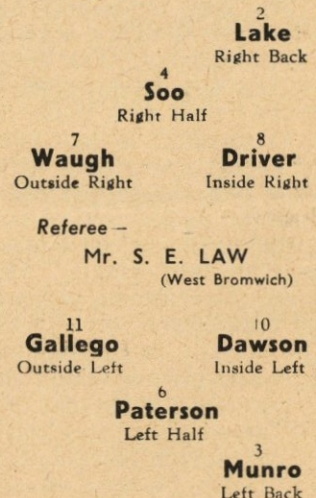 2
Lake
Right Back
4
Soo
Right Half
7 8
Waugh Driver
Outside Right Inside Right
Referee —
Mr. S. E. LAW
(West Bromwich)
11 10
Gallego Dawson
Outside Left Inside Left
6
Paterson
Left Half
3
Munro
Left Back